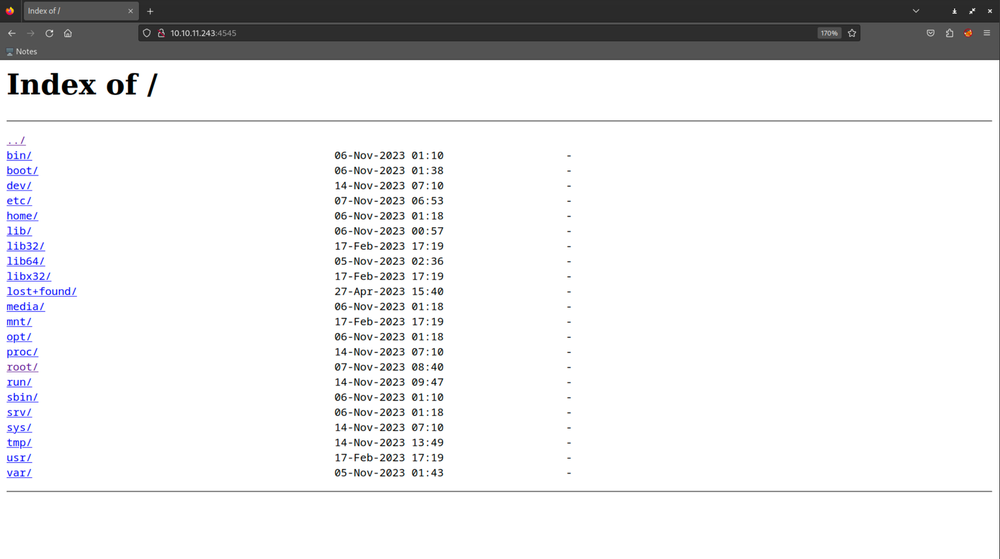 Index of /
10.10.11.243:4545
170%
Notes
Index of /
../
bin/ 06-Nov-2023 01:10 -
boot/ 06-Nov-2023 01:38 -
dev/ 14-Nov-2023 07:10 -
etc/ 07-Nov-2023 06:53 -
home/ 06-Nov-2023 01:18 -
lib/ 06-Nov-2023 00:57 -
lib32/ 17-Feb-2023 17:19 -
lib64/ 05-Nov-2023 02:36 -
libx32/ 17-Feb-2023 17:19 -
lost+found/ 27-Apr-2023 15:40 -
media/ 06-Nov-2023 01:18 -
mnt/ 17-Feb-2023 17:19 -
opt/ 06-Nov-2023 01:18 -
proc/ 14-Nov-2023 07:10 -
root/ 07-Nov-2023 08:40 -
run/ 14-Nov-2023 09:47 -
sbin/ 06-Nov-2023 01:10 -
srv/ 06-Nov-2023 01:18 -
sys/ 14-Nov-2023 07:10 -
tmp/ 14-Nov-2023 13:49 -
usr/ 17-Feb-2023 17:19 -
var/ 05-Nov-2023 01:43 -